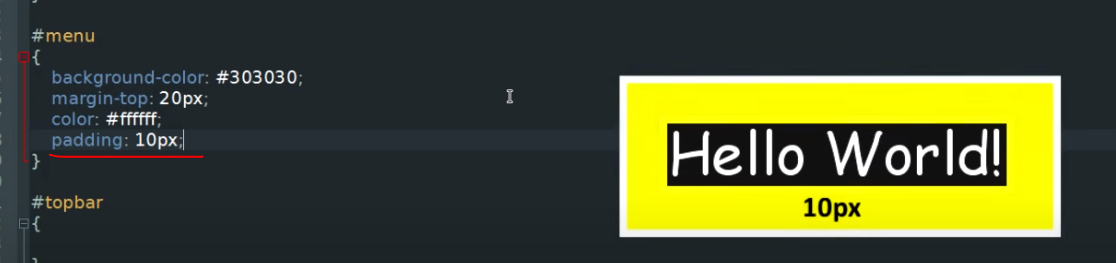 #menu
{
background-color: #303030;
margin-top: 20px;
color: #ffffff;
padding: 10px;
}
#topbar
{
Hello World!
10px